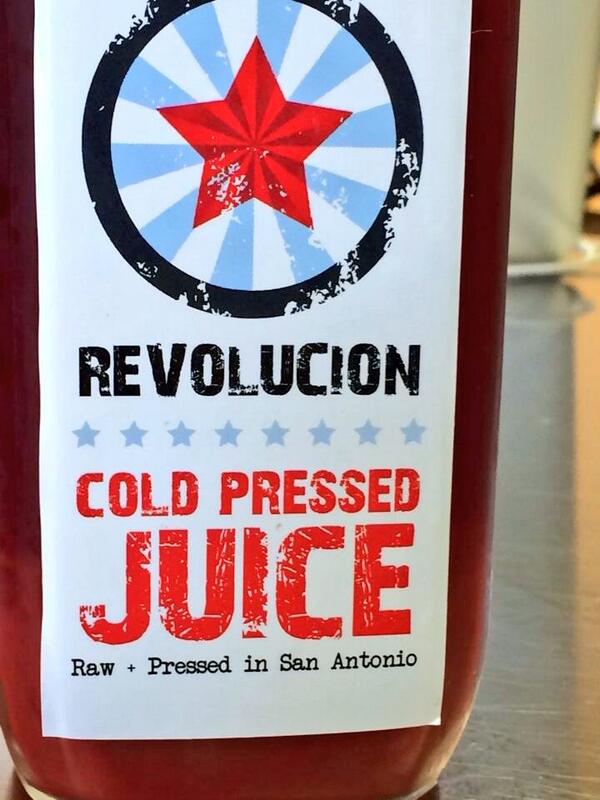 REVOLUCION
COLD PRESSED
JUICE
Raw + Pressed in San Antonio